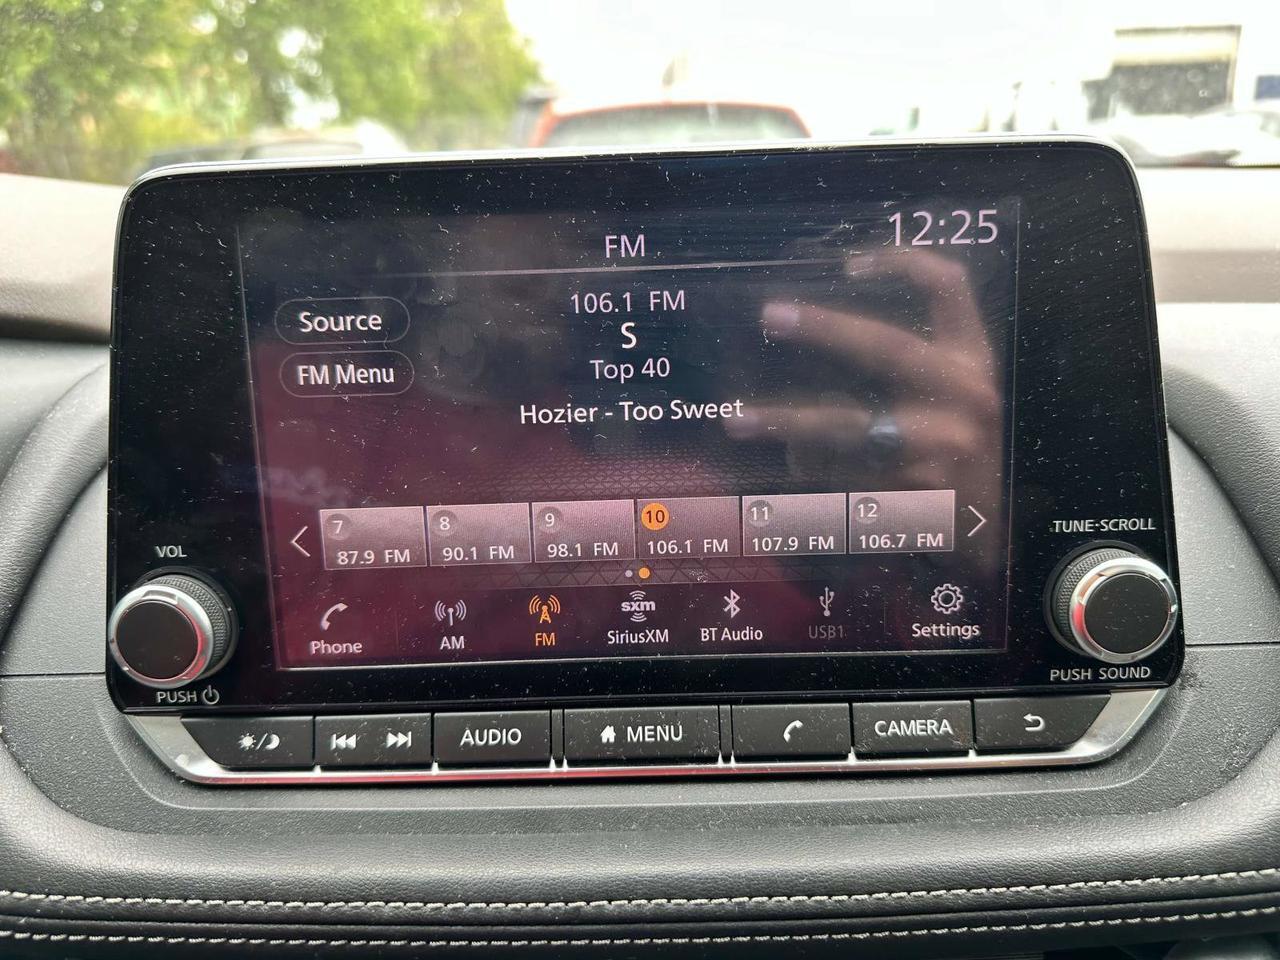 FM
12:25
Source
FM Menu
106.1 FM
S
Top 40
Hozier - Too Sweet
7
87.9 FM
8
90.1 FM
9
98.1 FM
10
106.1 FM
11
107.9 FM
12
106.7 FM
Phone
AM
FM
sxm
SiriusXM
BT Audio
USB1
Settings
VOL
PUSH
TUNE·SCROLL
PUSH SOUND
AUDIO
MENU
CAMERA